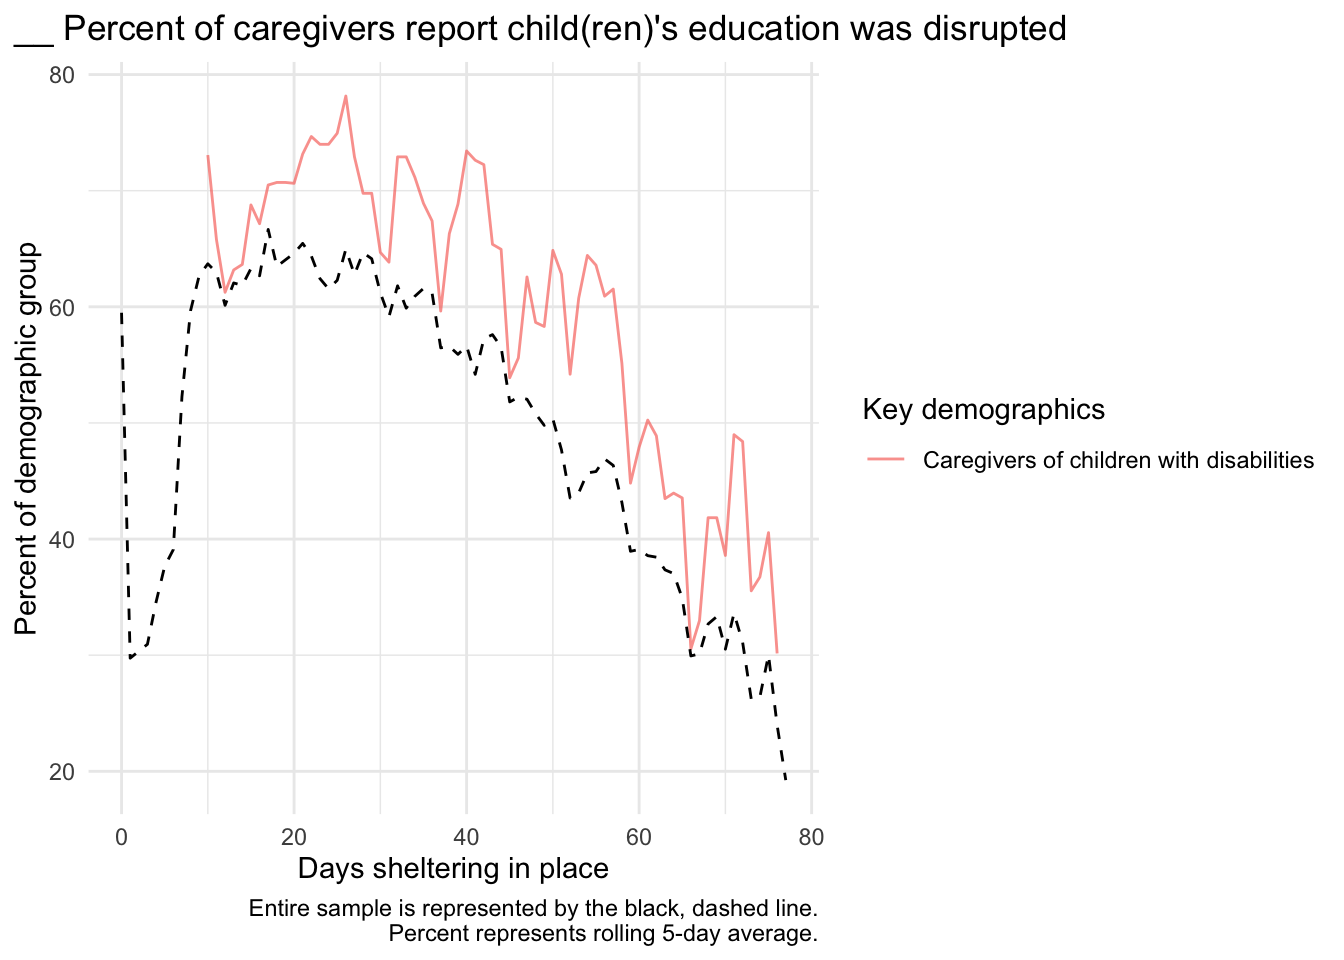 __ Percent of caregivers report child(ren)'s education was disrupted
80
60
40
20
Percent of demographic group
0 20 40 60 80
Days sheltering in place
Key demographics
Caregivers of children with disabilities
Entire sample is represented by the black, dashed line.
Percent represents rolling 5-day average.